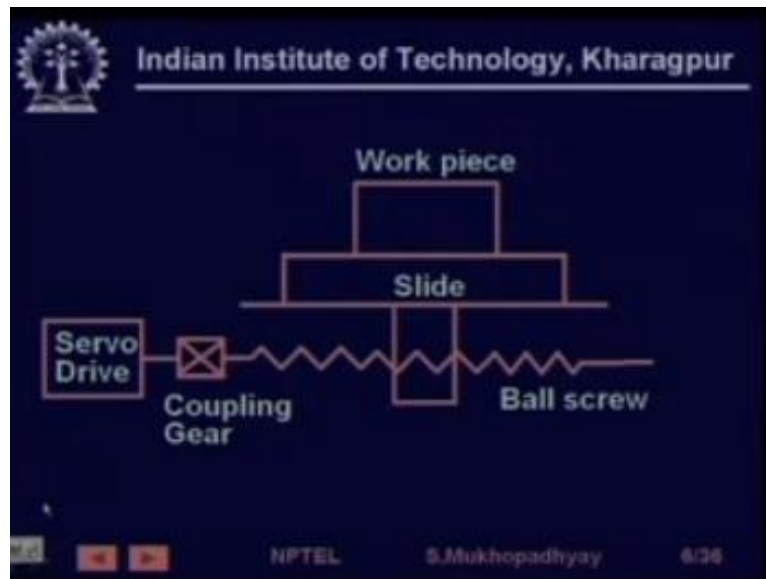 Indian Institute of Technology, Kharagpur
Work piece
Slide
Servo
Drive
Coupling
Gear
Ball screw
NPTEL
S.Mukhopadhyay
6/36